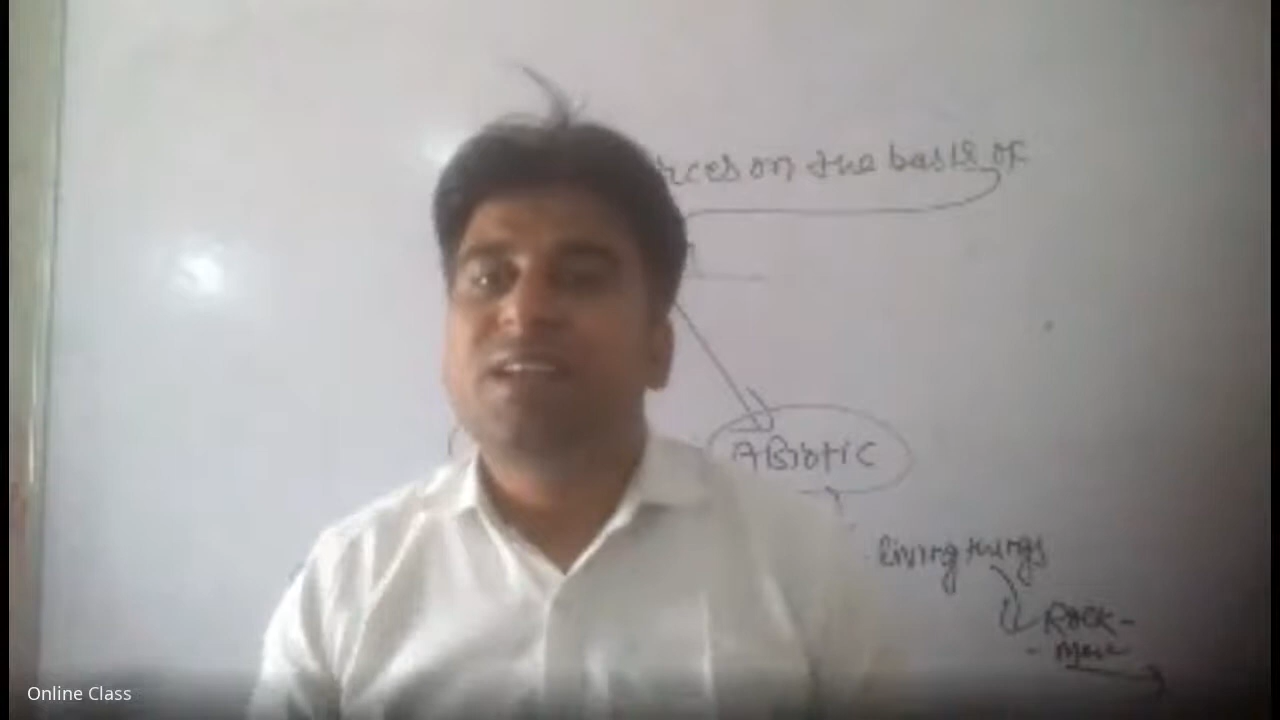 rces on the basis of
ABiotic
living things
Rock -
Online Class